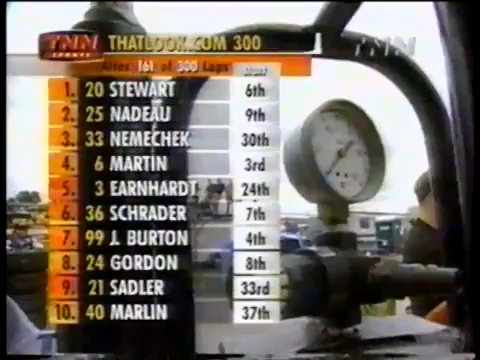 TNN SPORTS THATLOOK.COM 300 TNN
After 161 of 300 Laps Start
1. 20 STEWART 6th
2. 25 NADEAU 9th
3. 33 NEMECHEK 30th
4. 6 MARTIN 3rd
5. 3 EARNHARDT 24th
6. 36 SCHRADER 7th
7. 99 J. BURTON 4th
8. 24 GORDON 8th
9. 21 SADLER 33rd
10. 40 MARLIN 37th